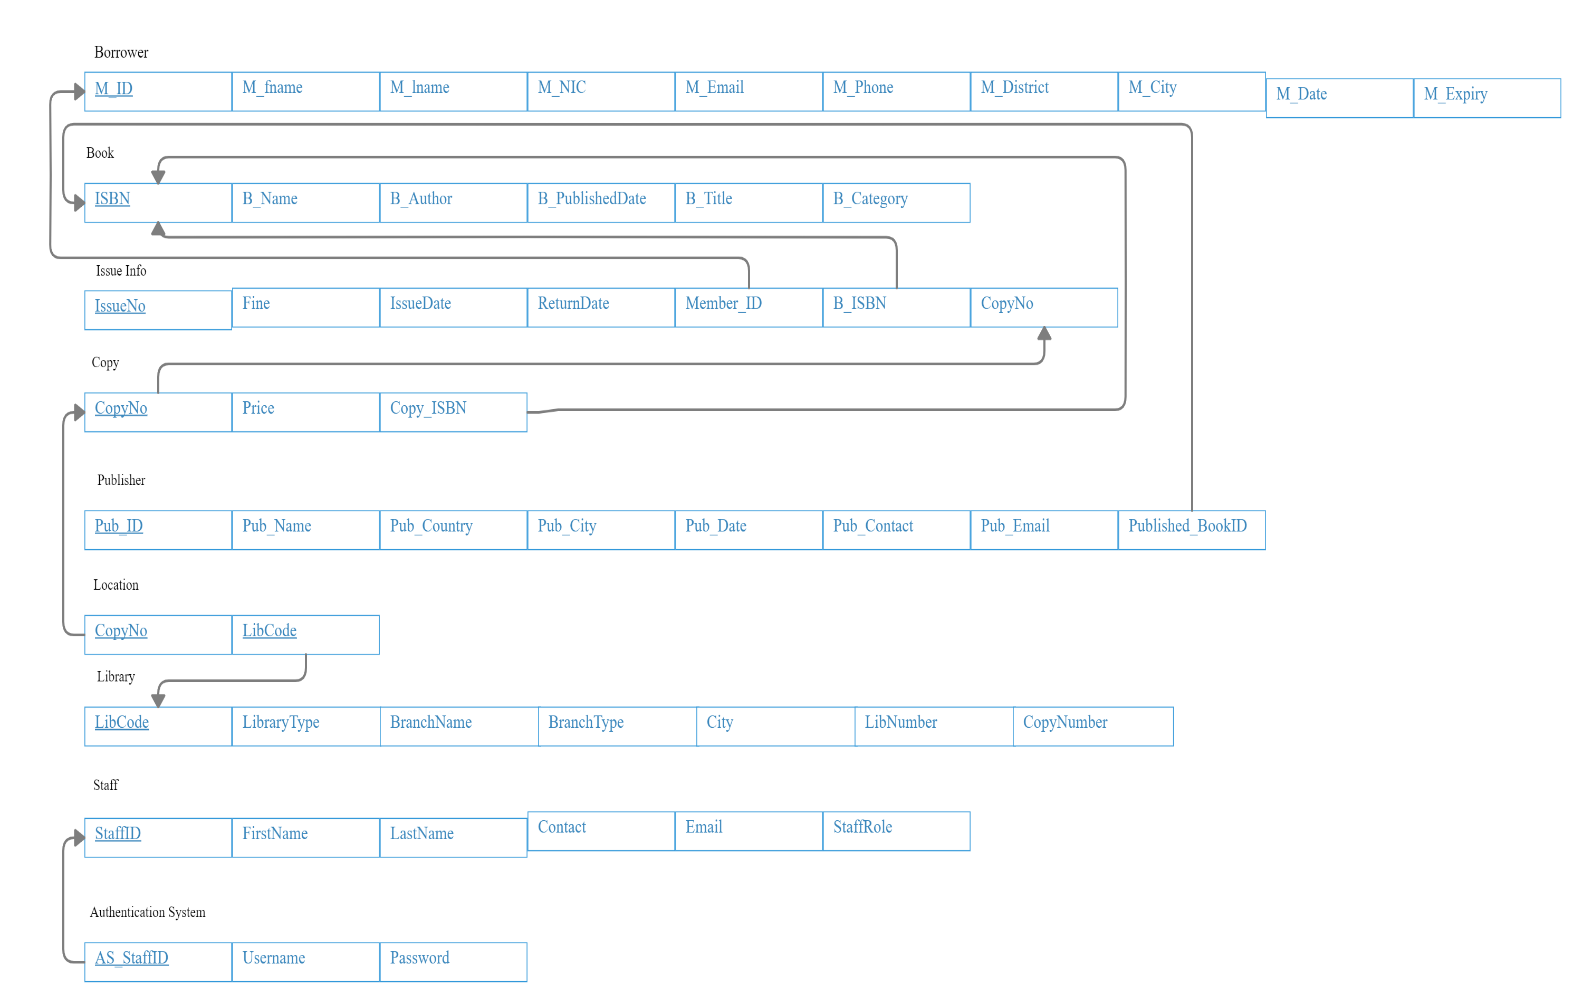 Borrower
M_ID M_fname M_lname M_NIC M_Email M_Phone M_District M_City M_Date M_Expiry
Book
ISBN B_Name B_Author B_PublishedDate B_Title B_Category
Issue Info
IssueNo Fine IssueDate ReturnDate Member_ID B_ISBN CopyNo
Copy
CopyNo Price Copy_ISBN
Publisher
Pub_ID Pub_Name Pub_Country Pub_City Pub_Date Pub_Contact Pub_Email Published_BookID
Location
CopyNo LibCode
Library
LibCode LibraryType BranchName BranchType City LibNumber CopyNumber
Staff
StaffID FirstName LastName Contact Email StaffRole
Authentication System
AS_StaffID Username Password